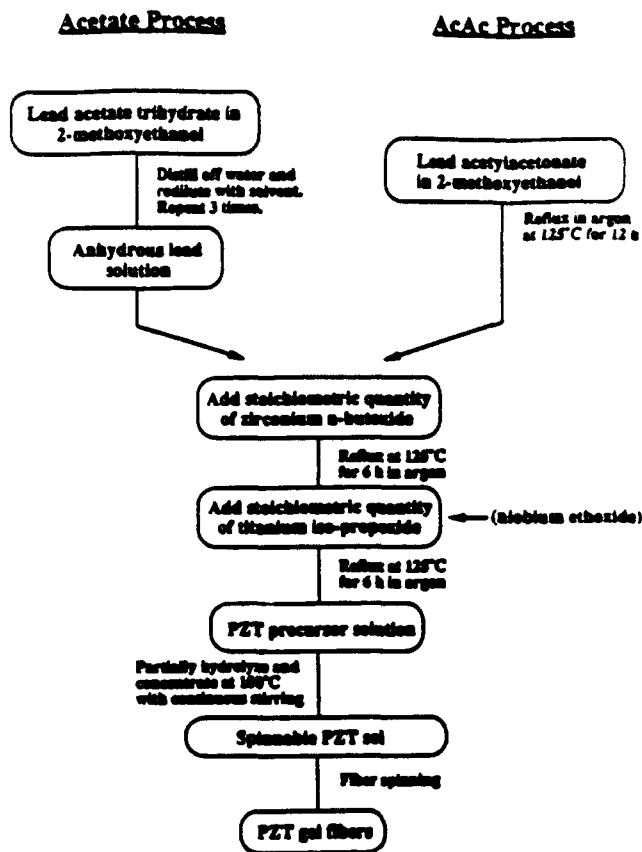 Acetate Process
AcAc Process
Lead acetate trihydrate in
2-methoxyethanol
Distill off water and
redilute with solvent.
Repeat 3 times.
Lead acetylacetonate
in 2-methoxyethanol
Reflux in argon
at 125°C for 12 h
Anhydrous lead
solution
Add stoichiometric quantity
of zirconium n-butoxide
Reflux at 125°C
for 6 h in argon
Add stoichiometric quantity
of titanium iso-propoxide
(niobium ethoxide)
Reflux at 125°C
for 6 h in argon
PZT precursor solution
Partially hydrolyze and
concentrate at 100°C
with continuous stirring
Spinnable PZT sol
Fiber spinning
PZT gel fibers